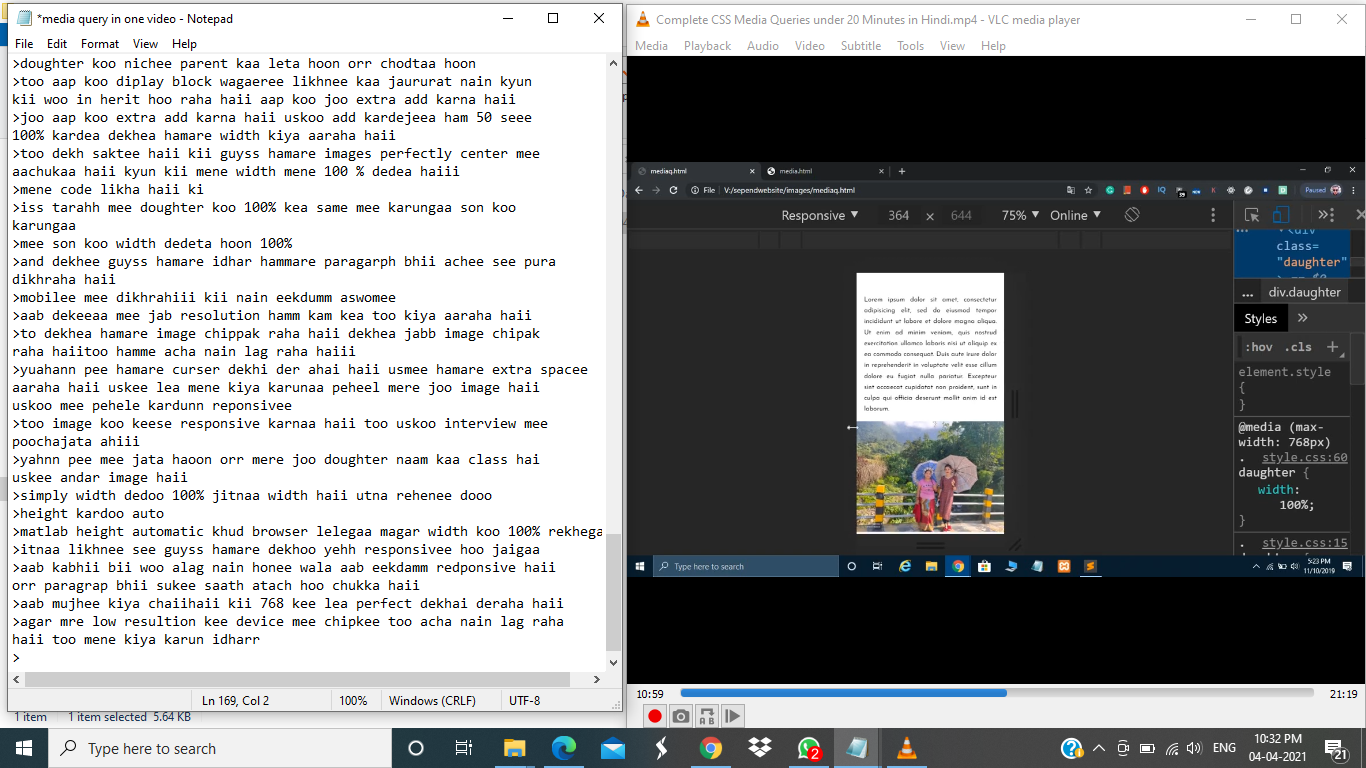 *media query in one video - Notepad
File Edit Format View Help
>doughter koo nichee parent kaa leta hoon orr chodtaa hoon
>too aap koo diplay block wagaeree likhnee kaa jaururat nain kyun
kii woo in herit hoo raha haii aap koo joo extra add karna haii
>joo aap koo extra add karna haii uskoo add kardejeea ham 50 seee
100% kardea dekhea hamare width kiya aaraha haii
>too dekh saktee haii kii guyss hamare images perfectly center mee
aachukaa haii kyun kii mene width mene 100 % dedea haiii
>mene code likha haii ki
>iss tarahh mee doughter koo 100% kea same mee karungaa son koo
karungaa
>mee son koo width dedeta hoon 100%
>and dekhee guyss hamare idhar hammare paragarph bhii achee see pura
dikhraha haii
>mobilee mee dikhrahiii kii nain eekdumm aswomee
>aab dekeeaa mee jab resolution hamm kam kea too kiya aaraha haii
>to dekhea hamare image chippak raha haii dekhea jabb image chipak
raha haiitoo hamme acha nain lag raha haiii
>yuahann pee hamare curser dekhi der ahai haii usmee hamare extra spacee
aaraha haii uskee lea mene kiya karunaa peheel mere joo image haii
uskoo mee pehele kardunn reponsivee
>too image koo keese responsive karnaa haii too uskoo interview mee
poochajata ahiii
>yahnn pee mee jata haoon orr mere joo doughter naam kaa class hai
uskee andar image haii
>simply width dedoo 100% jitnaa width haii utna rehenee dooo
>height kardoo auto
>matlab height automatic khud browser lelegaa magar width koo 100% rekhega
>itnaa likhnee see guyss hamare dekhoo yehh responsivee hoo jaigaa
>aab kabhii bii woo alag nain honee wala aab eekdamm redponsive haii
orr paragrap bhii sukee saath atach hoo chukka haii
>aab mujhee kiya chaiihaii kii 768 kee lea perfect dekhai deraha haii
>agar mre low resultion kee device mee chipkee too acha nain lag raha
haii too mene kiya karun idharr
>
Ln 169, Col 2 100% Windows (CRLF) UTF-8
1 item 1 item selected 5.64 KB
Complete CSS Media Queries under 20 Minutes in Hindi.mp4 - VLC media player
Media Playback Audio Video Subtitle Tools View Help
mediaq.html media.html
File V:/sependwebsite/images/mediaq.html Paused
Responsive 364 × 644 75% Online
<div
class=
"daughter"
... div.daughter
Styles »
:hov .cls +
element.style
{
}
@media (max-
width: 768px)
. style.css:60
daughter {
width:
100%;
}
. style.css:15
Lorem ipsum dolor sit amet, consectetur
adipisicing elit, sed do eiusmod tempor
incididunt ut labore et dolore magna aliqua.
Ut enim ad minim veniam, quis nostrud
exercitation ullamco laboris nisi ut aliquip ex
ea commodo consequat. Duis aute irure dolor
in reprehenderit in voluptate velit esse cillum
dolore eu fugiat nulla pariatur. Excepteur
sint occaecat cupidatat non proident, sunt in
culpa qui officia deserunt mollit anim id est
laborum.
Type here to search
5:23 PM
11/10/2019
10:59 21:19
Type here to search
2
ENG
10:32 PM
04-04-2021
21